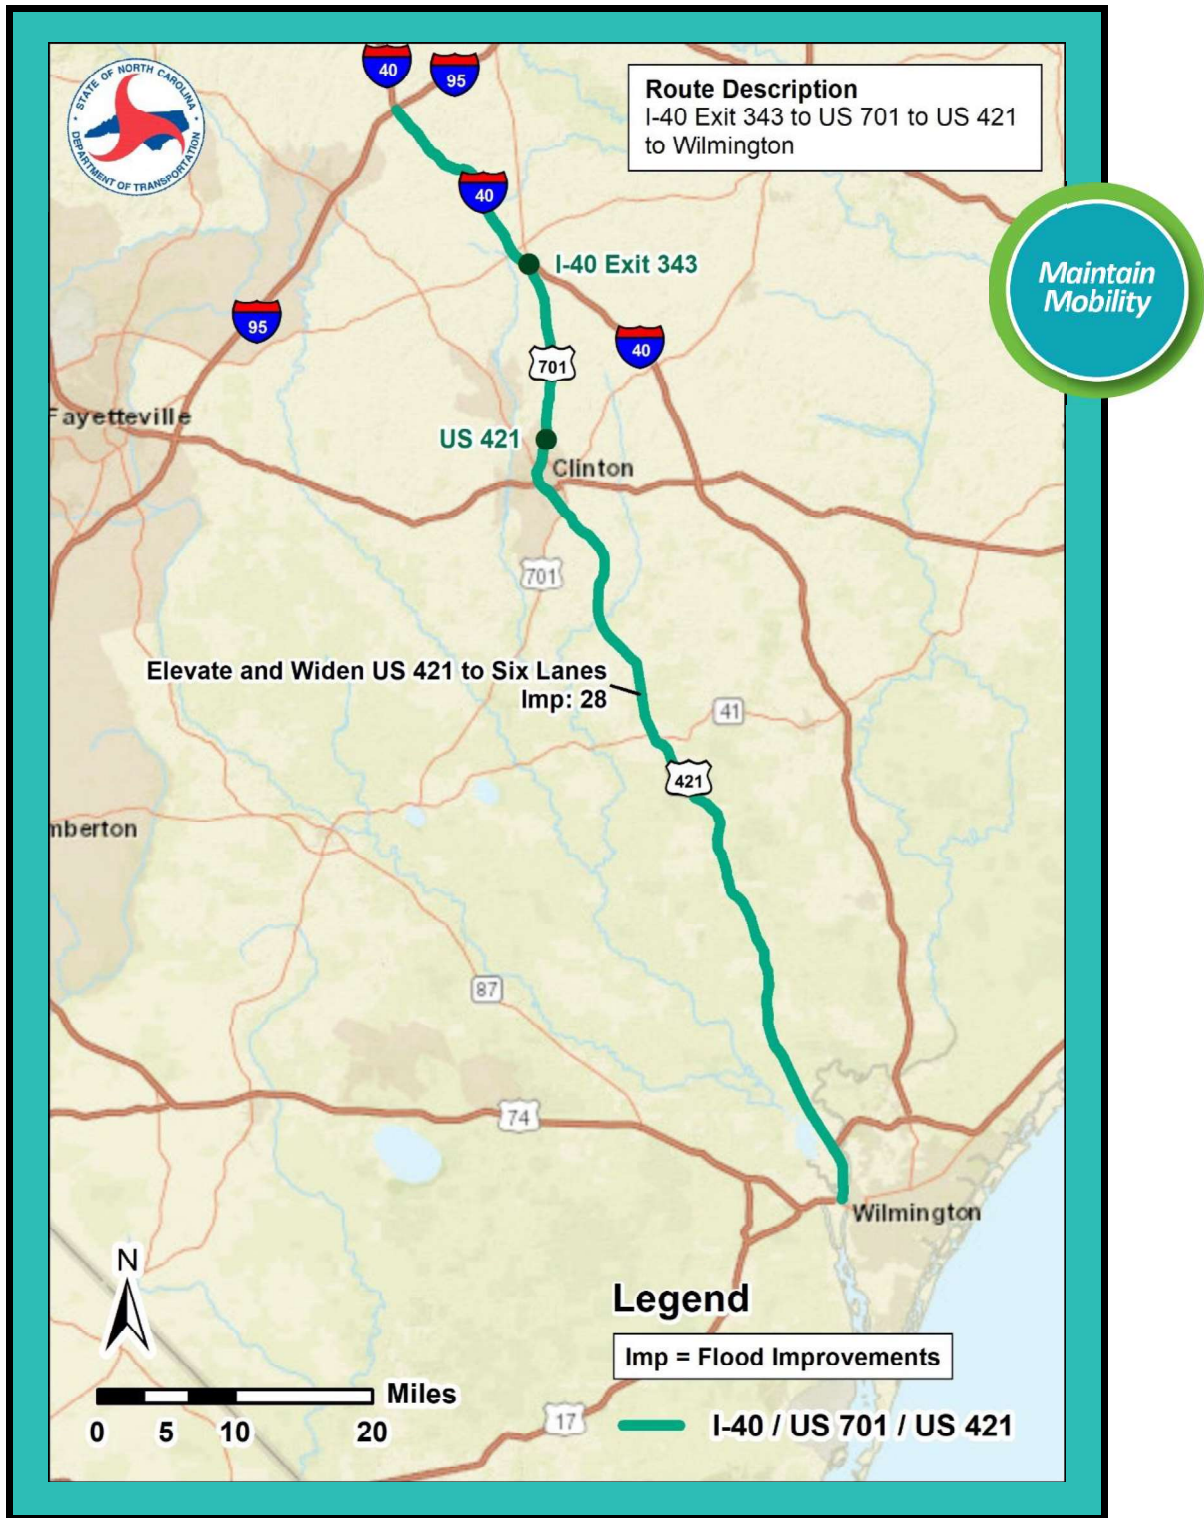 40
95
STATE OF NORTH CAROLINA
DEPARTMENT OF TRANSPORTATION
Route Description
I-40 Exit 343 to US 701 to US 421
to Wilmington
40
Maintain
Mobility
I-40 Exit 343
95
40
701
Fayetteville
US 421
Clinton
701
Elevate and Widen US 421 to Six Lanes
Imp: 28
41
421
mberton
87
74
Wilmington
N
Legend
Imp = Flood Improvements
Miles
0 5 10 20
17
I-40 / US 701 / US 421